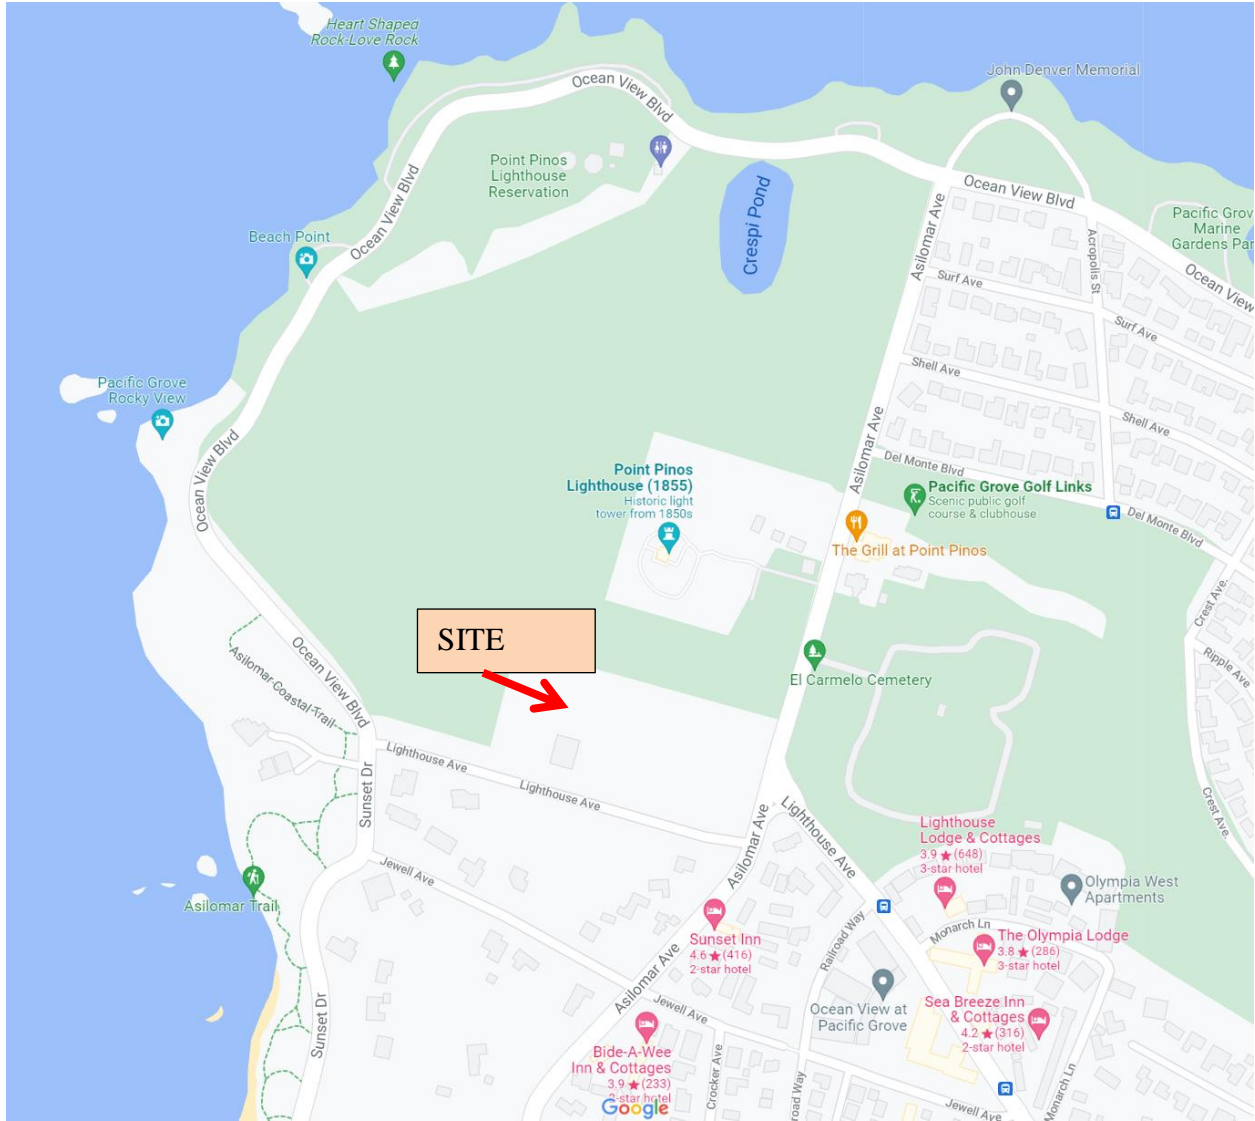 Heart Shaped
Rock-Love Rock
Ocean View Blvd
John Denver Memorial
Point Pinos
Lighthouse
Reservation
Ocean View Blvd
Crespi Pond
Asilomar Ave
Ocean View Blvd
Pacific Grov
Marine
Gardens Par
Beach Point
Acropolis St
Surf Ave
Ocean View
Surf Ave
Pacific Grove
Rocky View
Shell Ave
Shell Ave
Ocean View Blvd
Asilomar Ave
Del Monte Blvd
Point Pinos
Lighthouse (1855)
Historic light
tower from 1850s
Pacific Grove Golf Links
Scenic public golf
course & clubhouse
Del Monte Blvd
The Grill at Point Pinos
Crest Ave.
SITE
Ripple Ave
Asilomar Coastal Trail
Ocean View Blvd
El Carmelo Cemetery
Lighthouse Ave
Lighthouse Ave
Sunset Dr
Crest Ave.
Asilomar Ave
Lighthouse Ave
Lighthouse
Lodge & Cottages
3.9 ★ (648)
3-star hotel
Jewell Ave
Olympia West
Apartments
Asilomar Trail
Railroad Way
Monarch Ln
Sunset Inn
4.6 ★ (416)
2-star hotel
The Olympia Lodge
3.8 ★ (286)
3-star hotel
Asilomar Ave
Sunset Dr
Jewell Ave
Ocean View at
Pacific Grove
Sea Breeze Inn
& Cottages
4.2 ★ (316)
2-star hotel
Bide-A-Wee
Inn & Cottages
3.9 ★ (233)
2-star hotel
Crocker Ave
road Way
Monarch Ln
Jewell Ave
Google